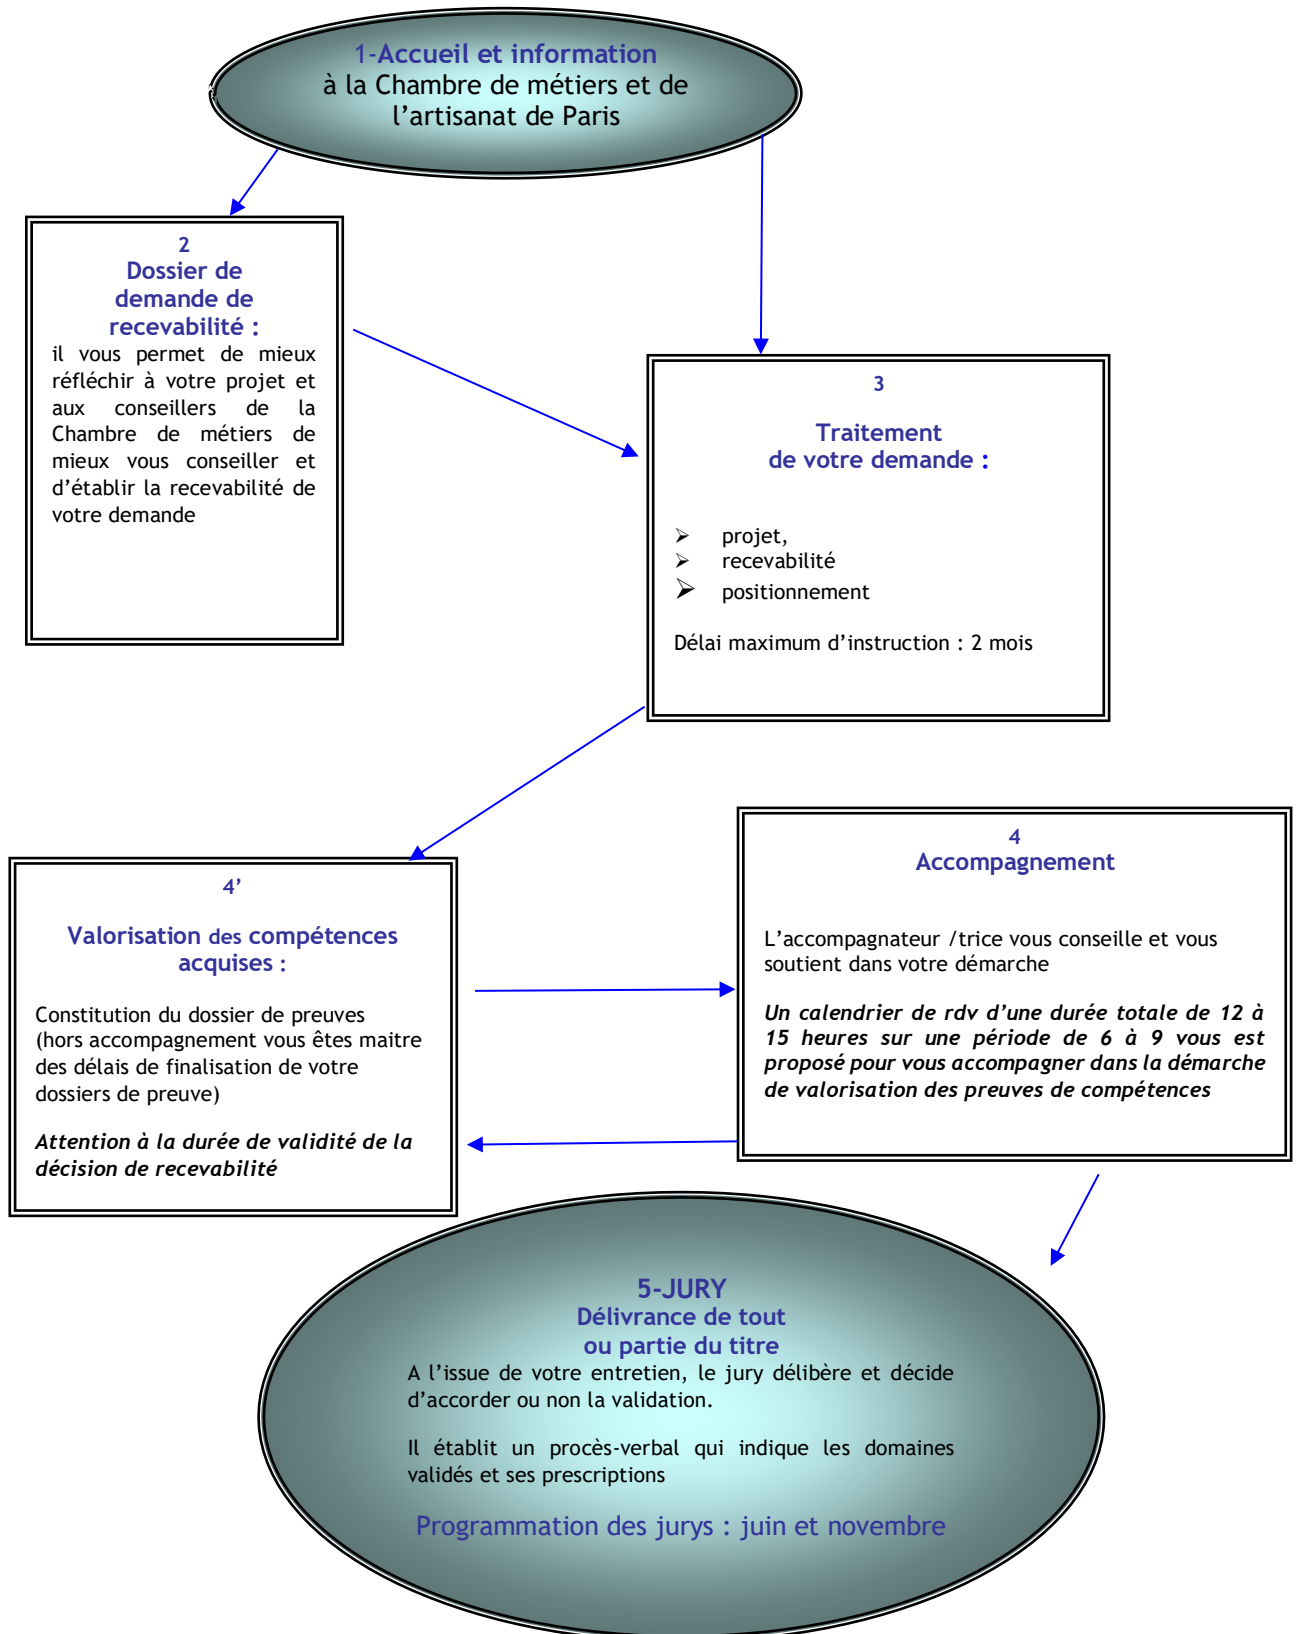 1-Accueil et information
à la Chambre de métiers et de
l’artisanat de Paris
2
Dossier de
demande de
recevabilité :
il vous permet de mieux
réfléchir à votre projet et
aux conseillers de la
Chambre de métiers de
mieux vous conseiller et
d’établir la recevabilité de
votre demande
3
Traitement
de votre demande :
➢ projet,
➢ recevabilité
➢ positionnement
Délai maximum d’instruction : 2 mois
4’
Valorisation des compétences
acquises :
Constitution du dossier de preuves
(hors accompagnement vous êtes maitre
des délais de finalisation de votre
dossiers de preuve)
Attention à la durée de validité de la
décision de recevabilité
4
Accompagnement
L’accompagnateur /trice vous conseille et vous
soutient dans votre démarche
Un calendrier de rdv d’une durée totale de 12 à
15 heures sur une période de 6 à 9 vous est
proposé pour vous accompagner dans la démarche
de valorisation des preuves de compétences
5-JURY
Délivrance de tout
ou partie du titre
A l’issue de votre entretien, le jury délibère et décide
d’accorder ou non la validation.
Il établit un procès-verbal qui indique les domaines
validés et ses prescriptions
Programmation des jurys : juin et novembre